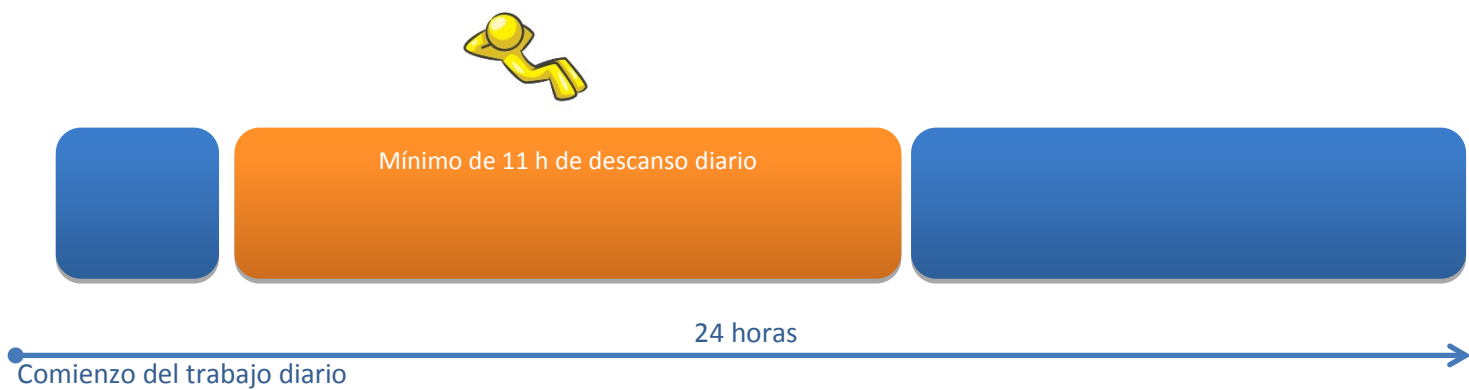 Mínimo de 11 h de descanso diario
24 horas
Comienzo del trabajo diario